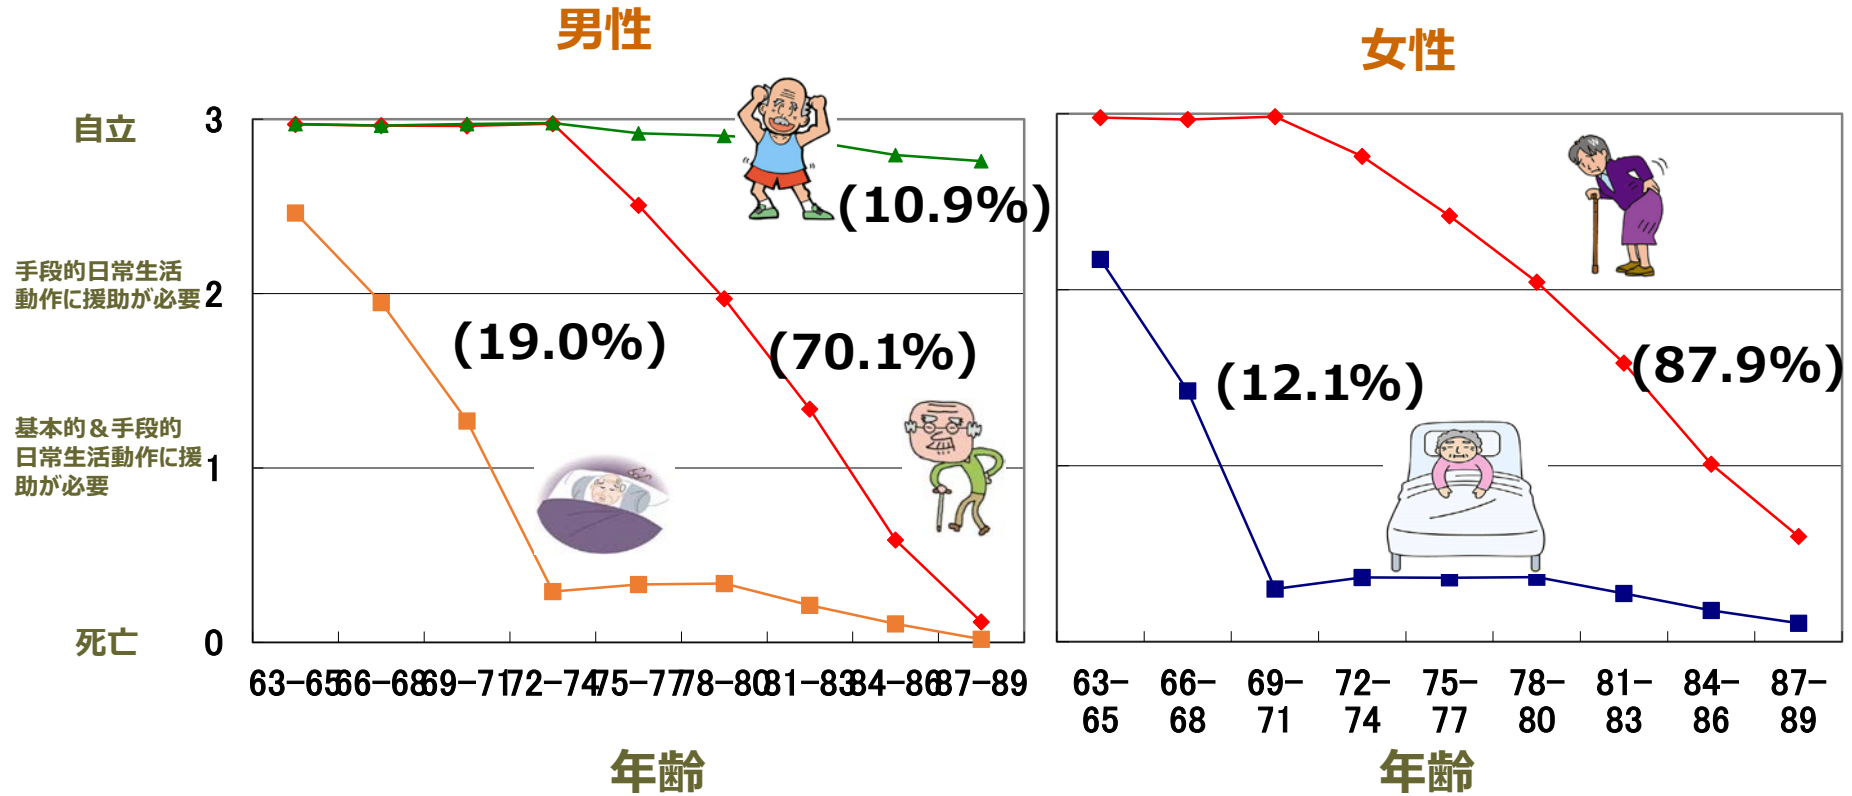 男性
女性
自立
3
(10.9%)
手段的日常生活
動作に援助が必要
2
(19.0%)
(70.1%)
(12.1%)
(87.9%)
基本的＆手段的
日常生活動作に援
助が必要
1
死亡
0
63-65 66-68 69-71 72-74 75-77 78-80 81-83 84-86 87-89
63- 66- 69- 72- 75- 78- 81- 84- 87-
65 68 71 74 77 80 83 86 89
年齢
年齢